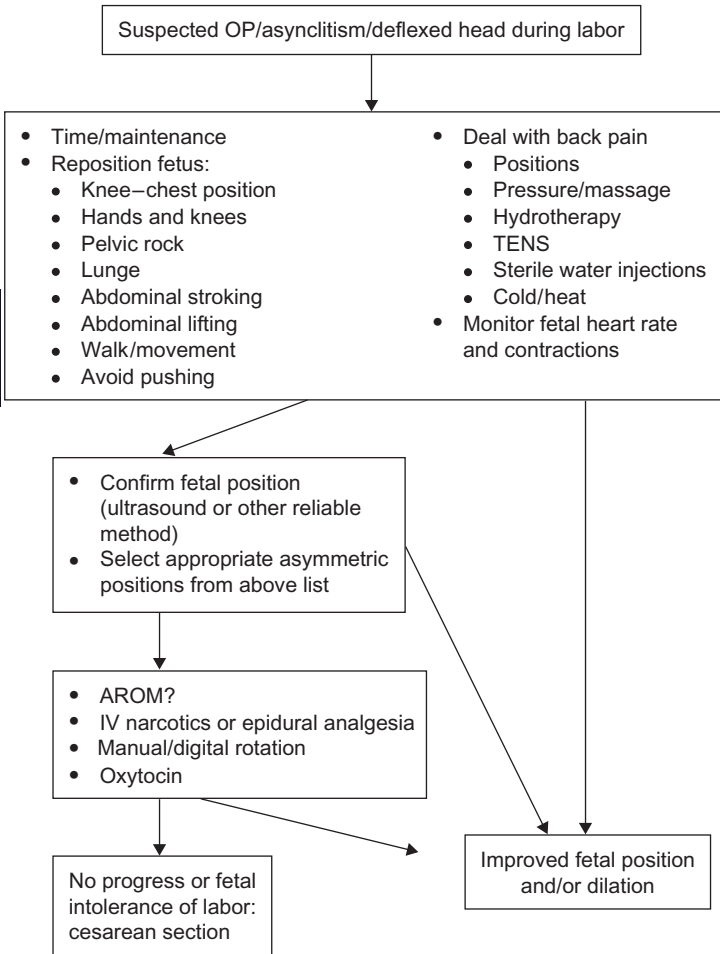 Suspected OP/asynclitism/deflexed head during labor
• Time/maintenance
• Reposition fetus:
• Knee–chest position
• Hands and knees
• Pelvic rock
• Lunge
• Abdominal stroking
• Abdominal lifting
• Walk/movement
• Avoid pushing
• Deal with back pain
• Positions
• Pressure/massage
• Hydrotherapy
• TENS
• Sterile water injections
• Cold/heat
• Monitor fetal heart rate
and contractions
• Confirm fetal position
(ultrasound or other reliable
method)
• Select appropriate asymmetric
positions from above list
• AROM?
• IV narcotics or epidural analgesia
• Manual/digital rotation
• Oxytocin
No progress or fetal
intolerance of labor:
cesarean section
Improved fetal position
and/or dilation